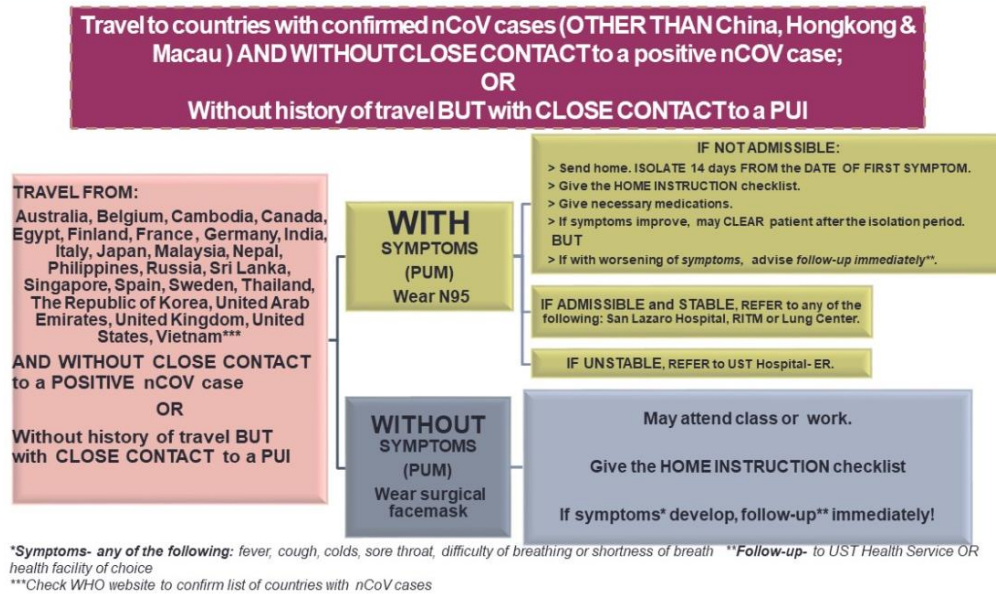 Travel to countries with confirmed nCoV cases (OTHER THAN China, Hongkong &
Macau ) AND WITHOUT CLOSE CONTACT to a positive nCOV case;
OR
Without history of travel BUT with CLOSE CONTACT to a PUI
TRAVEL FROM:
Australia, Belgium, Cambodia, Canada,
Egypt, Finland, France , Germany, India,
Italy, Japan, Malaysia, Nepal,
Philippines, Russia, Sri Lanka,
Singapore, Spain, Sweden, Thailand,
The Republic of Korea, United Arab
Emirates, United Kingdom, United
States, Vietnam***
AND WITHOUT CLOSE CONTACT
to a POSITIVE nCOV case
OR
Without history of travel BUT
with CLOSE CONTACT to a PUI
WITH
SYMPTOMS
(PUM)
Wear N95
IF NOT ADMISSIBLE:
> Send home. ISOLATE 14 days FROM the DATE OF FIRST SYMPTOM.
> Give the HOME INSTRUCTION checklist.
> Give necessary medications.
> If symptoms improve, may CLEAR patient after the isolation period.
BUT
> If with worsening of symptoms, advise follow-up immediately**.
IF ADMISSIBLE and STABLE, REFER to any of the
following: San Lazaro Hospital, RITM or Lung Center.
IF UNSTABLE, REFER to UST Hospital- ER.
WITHOUT
SYMPTOMS
(PUM)
Wear surgical
facemask
May attend class or work.
Give the HOME INSTRUCTION checklist
If symptoms* develop, follow-up** immediately!
*Symptoms- any of the following: fever, cough, colds, sore throat, difficulty of breathing or shortness of breath **Follow-up- to UST Health Service OR
health facility of choice
***Check WHO website to confirm list of countries with nCoV cases